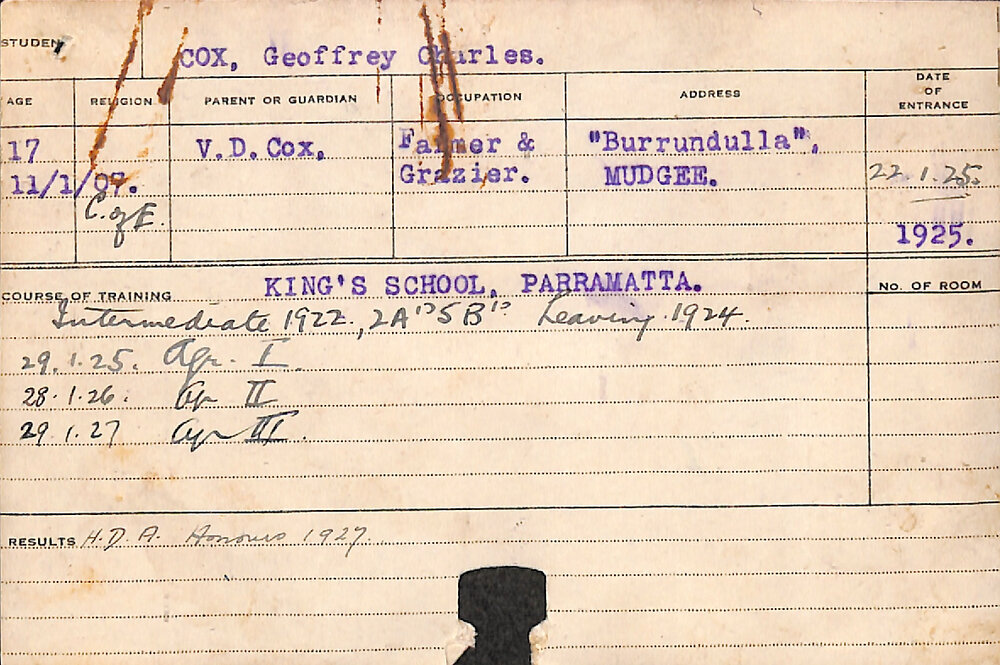 STUDENT COX, Geoffrey Charles.
AGE RELIGION PARENT OR GUARDIAN OCCUPATION ADDRESS DATE OF ENTRANCE
17 V.D.Cox, Farmer & "Burrundulla",
11/1/07. Grazier. MUDGEE. 22.1.25.
C. of E.
1925.
KING'S SCHOOL, PARRAMATTA. NO. OF ROOM
COURSE OF TRAINING
Intermediate 1922, 2A's 5B's Leaving 1924.
29.1.25. Agr. I.
28.1.26. Agr II
29.1.27 Agr III.
RESULTS H.D.A. Honours 1927.